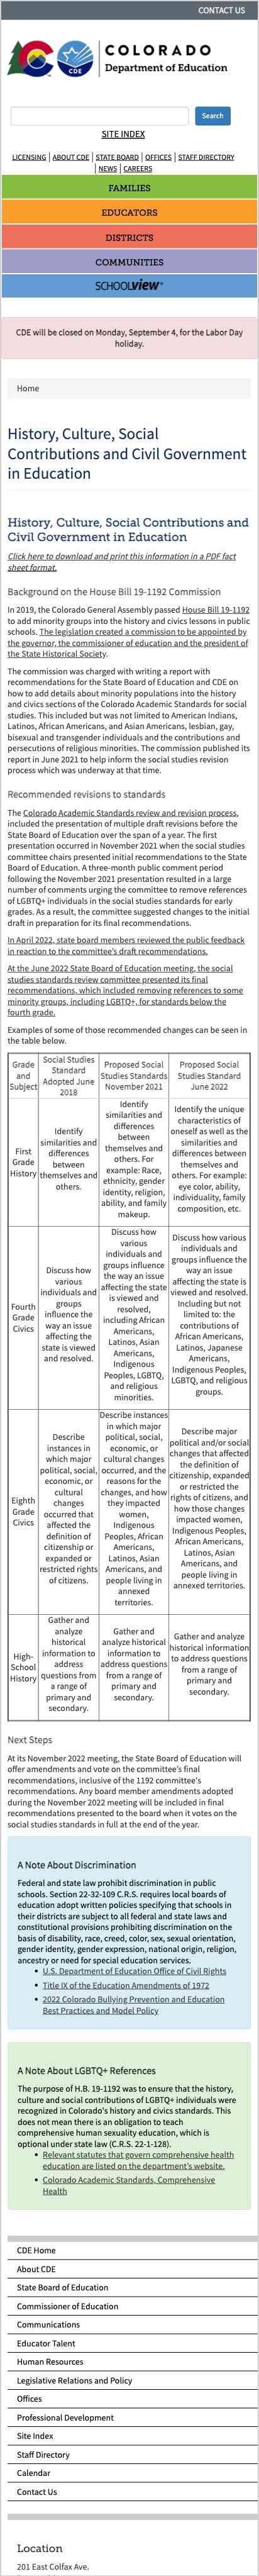 CONTACT US
COLORADO
Department of Education
CDE
Search
SITE INDEX
LICENSING | ABOUT CDE | STATE BOARD | OFFICES | STAFF DIRECTORY
| NEWS | CAREERS
FAMILIES
EDUCATORS
DISTRICTS
COMMUNITIES
SCHOOLVIEW®
CDE will be closed on Monday, September 4, for the Labor Day
holiday.
Home
History, Culture, Social
Contributions and Civil Government
in Education
History, Culture, Social Contributions and
Civil Government in Education
Click here to download and print this information in a PDF fact
sheet format.
Background on the House Bill 19-1192 Commission
In 2019, the Colorado General Assembly passed House Bill 19-1192
to add minority groups into the history and civics lessons in public
schools. The legislation created a commission to be appointed by
the governor, the commissioner of education and the president of
the State Historical Society.
The commission was charged with writing a report with
recommendations for the State Board of Education and CDE on
how to add details about minority populations into the history
and civics sections of the Colorado Academic Standards for social
studies. This included but was not limited to American Indians,
Latinos, African Americans, and Asian Americans, lesbian, gay,
bisexual and transgender individuals and the contributions and
persecutions of religious minorities. The commission published its
report in June 2021 to help inform the social studies revision
process which was underway at that time.
Recommended revisions to standards
The Colorado Academic Standards review and revision process,
included the presentation of multiple draft revisions before the
State Board of Education over the span of a year. The first
presentation occurred in November 2021 when the social studies
committee chairs presented initial recommendations to the State
Board of Education. A three-month public comment period
following the November 2021 presentation resulted in a large
number of comments urging the committee to remove references
of LGBTQ+ individuals in the social studies standards for early
grades. As a result, the committee suggested changes to the initial
draft in preparation for its final recommendations.
In April 2022, state board members reviewed the public feedback
in reaction to the committee's draft recommendations.
At the June 2022 State Board of Education meeting, the social
studies standards review committee presented its final
recommendations, which included removing references to some
minority groups, including LGBTQ+, for standards below the
fourth grade.
Examples of some of those recommended changes can be seen in
the table below.
Grade
and
Subject
Social Studies
Standard
Adopted June
2018
Proposed Social
Studies Standards
November 2021
Proposed Social
Studies Standard
June 2022
First
Grade
History
Identify
similarities and
differences
between
themselves and
others.
Identify
similarities and
differences
between
themselves and
others. For
example: Race,
ethnicity, gender
identity, religion,
ability, and family
makeup.
Identify the unique
characteristics of
oneself as well as the
similarities and
differences between
themselves and
others. For example:
eye color, ability,
individuality, family
composition, etc.
Fourth
Grade
Civics
Discuss how
various
individuals and
groups
influence the
way an issue
affecting the
state is viewed
and resolved.
Discuss how
various
individuals and
groups influence
the way an issue
affecting the state
is viewed and
resolved,
including African
Americans,
Latinos, Asian
Americans,
Indigenous
Peoples, LGBTQ,
and religious
minorities.
Discuss how various
individuals and
groups influence the
way an issue
affecting the state is
viewed and resolved.
Including but not
limited to: the
contributions of
African Americans,
Latinos, Japanese
Americans,
Indigenous Peoples,
LGBTQ, and religious
groups.
Eighth
Grade
Civics
Describe
instances in
which major
political, social,
economic, or
cultural
changes
occurred that
affected the
definition of
citizenship or
expanded or
restricted rights
of citizens.
Describe instances
in which major
political, social,
economic, or
cultural changes
occurred, and the
reasons for the
changes, and how
they impacted
women,
Indigenous
Peoples, African
Americans,
Latinos, Asian
Americans, and
people living in
annexed
territories.
Describe major
political and/or social
changes that affected
the definition of
citizenship, expanded
or restricted the
rights of citizens, and
how those changes
impacted women,
Indigenous Peoples,
African Americans,
Latinos, Asian
Americans, and
people living in
annexed territories.
High-
School
History
Gather and
analyze
historical
information to
address
questions from
a range of
primary and
secondary.
Gather and
analyze historical
information to
address questions
from a range of
primary and
secondary.
Gather and analyze
historical information
to address questions
from a range of
primary and
secondary.
Next Steps
At its November 2022 meeting, the State Board of Education will
offer amendments and vote on the committee's final
recommendations, inclusive of the 1192 committee's
recommendations. Any board member amendments adopted
during the November 2022 meeting will be included in final
recommendations presented to the board when it votes on the
social studies standards in full at the end of the year.
A Note About Discrimination
Federal and state law prohibit discrimination in public
schools. Section 22-32-109 C.R.S. requires local boards of
education adopt written policies specifying that schools in
their districts are subject to all federal and state laws and
constitutional provisions prohibiting discrimination on the
basis of disability, race, creed, color, sex, sexual orientation,
gender identity, gender expression, national origin, religion,
ancestry or need for special education services.
• U.S. Department of Education Office of Civil Rights
• Title IX of the Education Amendments of 1972
• 2022 Colorado Bullying Prevention and Education
Best Practices and Model Policy
A Note About LGBTQ+ References
The purpose of H.B. 19-1192 was to ensure that the history,
culture and social contributions of LGBTQ+ individuals were
recognized in Colorado's history and civics standards. This
does not mean there is an obligation to teach
comprehensive human sexuality education, which is
optional under state law (C.R.S. 22-1-128).
• Relevant statutes that govern comprehensive health
education are listed on the department's website.
• Colorado Academic Standards, Comprehensive
Health
CDE Home
About CDE
State Board of Education
Commissioner of Education
Communications
Educator Talent
Human Resources
Legislative Relations and Policy
Offices
Professional Development
Site Index
Staff Directory
Calendar
Contact Us
Location
201 East Colfax Ave.